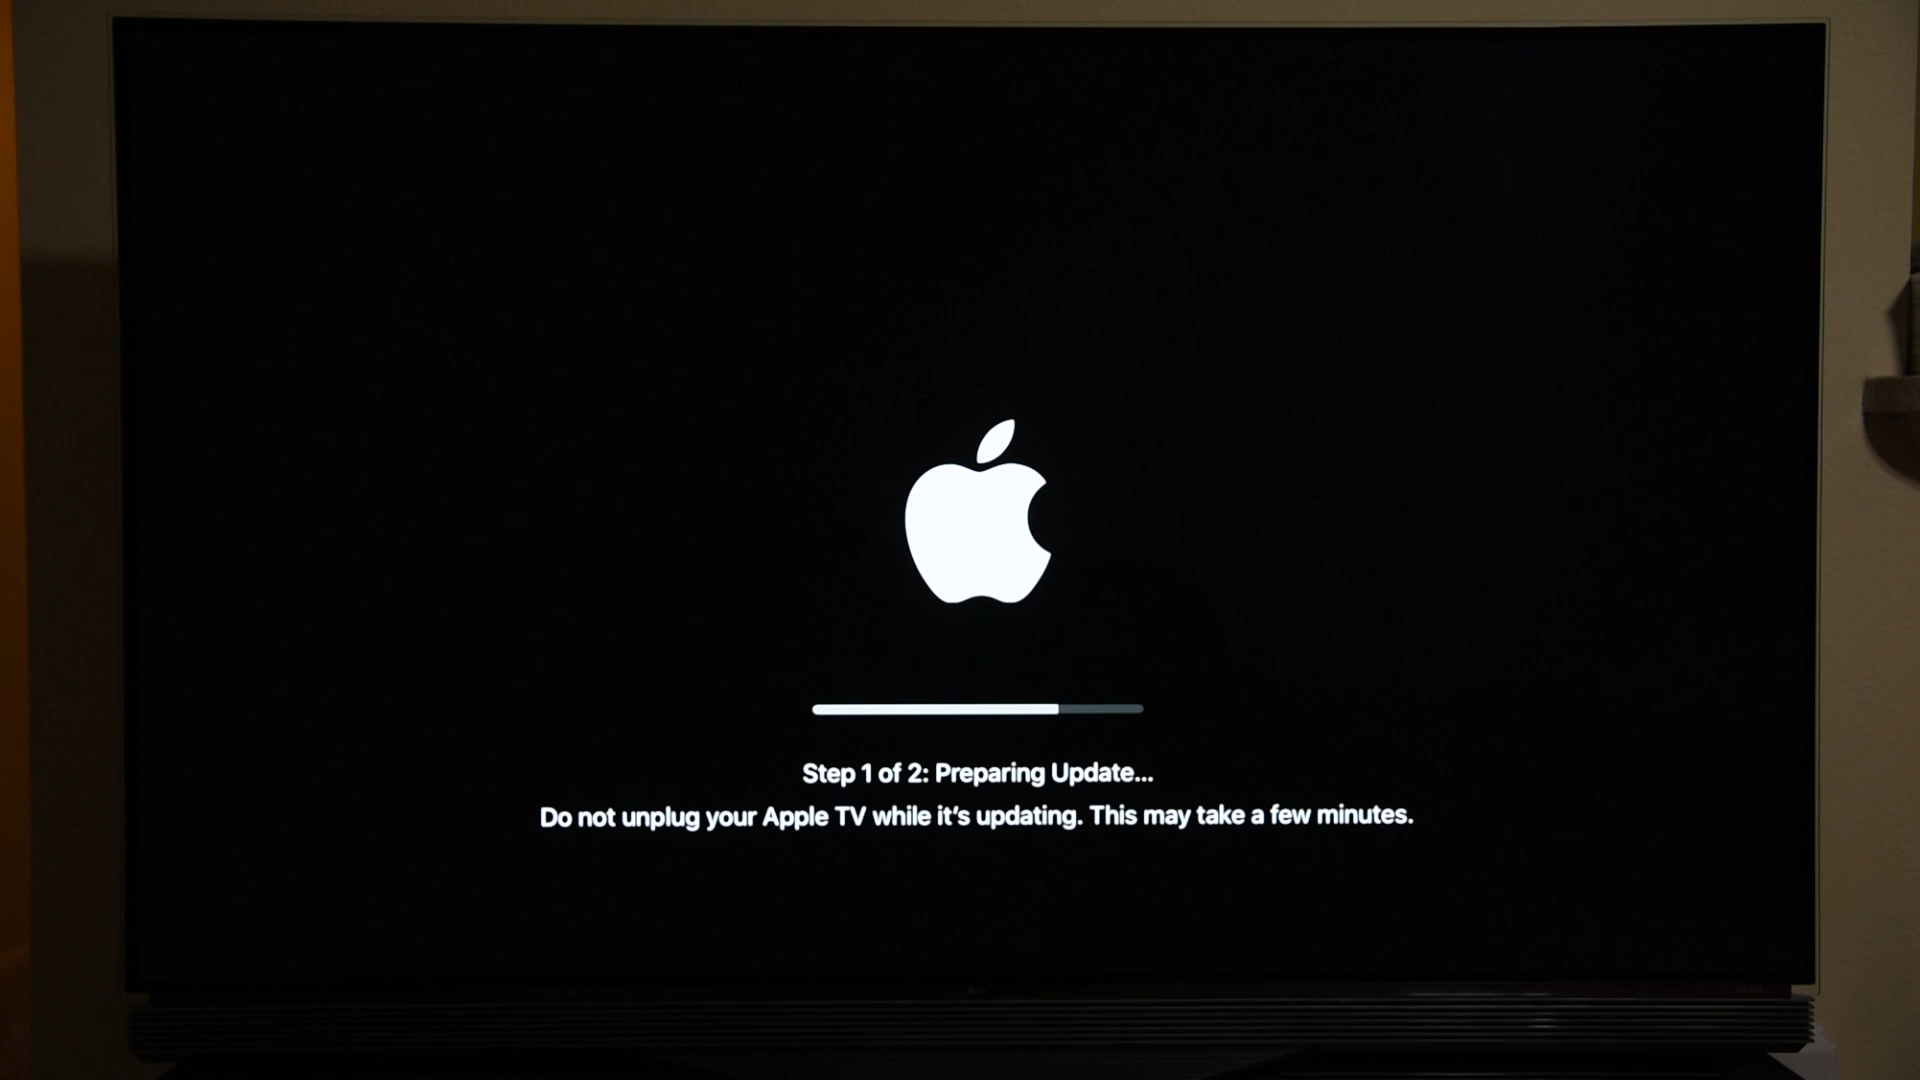 Step 1 of 2: Preparing Update...
Do not unplug your Apple TV while it's updating. This may take a few minutes.